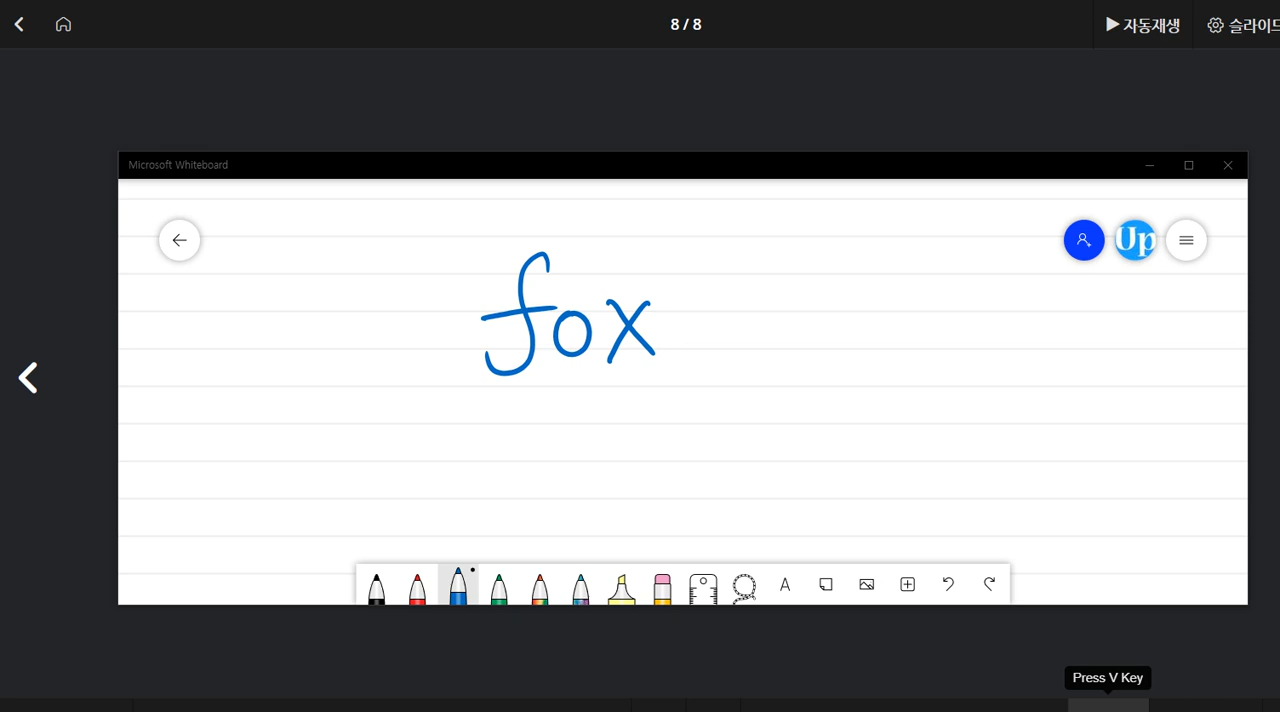 8 / 8
▶ 자동재생
슬라이드
Microsoft Whiteboard
Up
fox
A
Press V Key